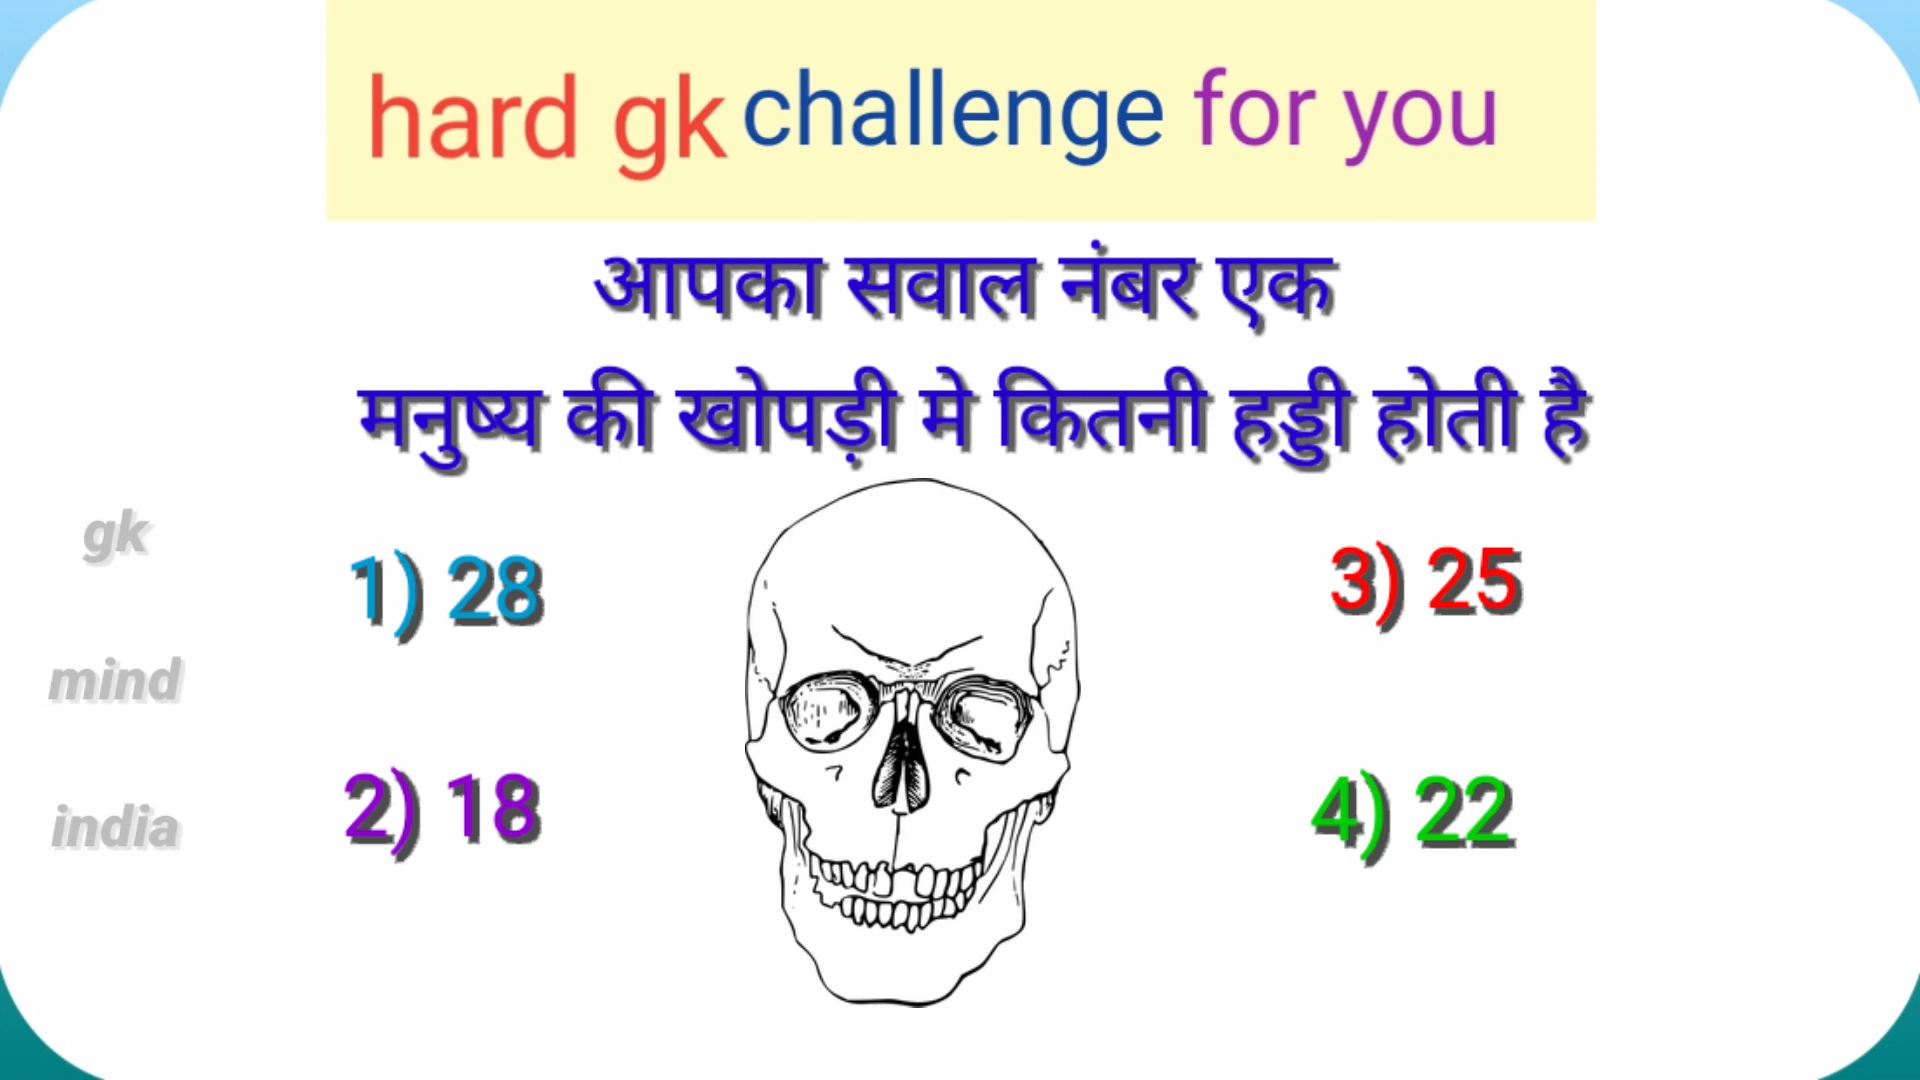 hard gk challenge for you
आपका सवाल नंबर एक
मनुष्य की खोपड़ी मे कितनी हड्डी होती है
gk
mind
india
1) 28
2) 18
3) 25
4) 22